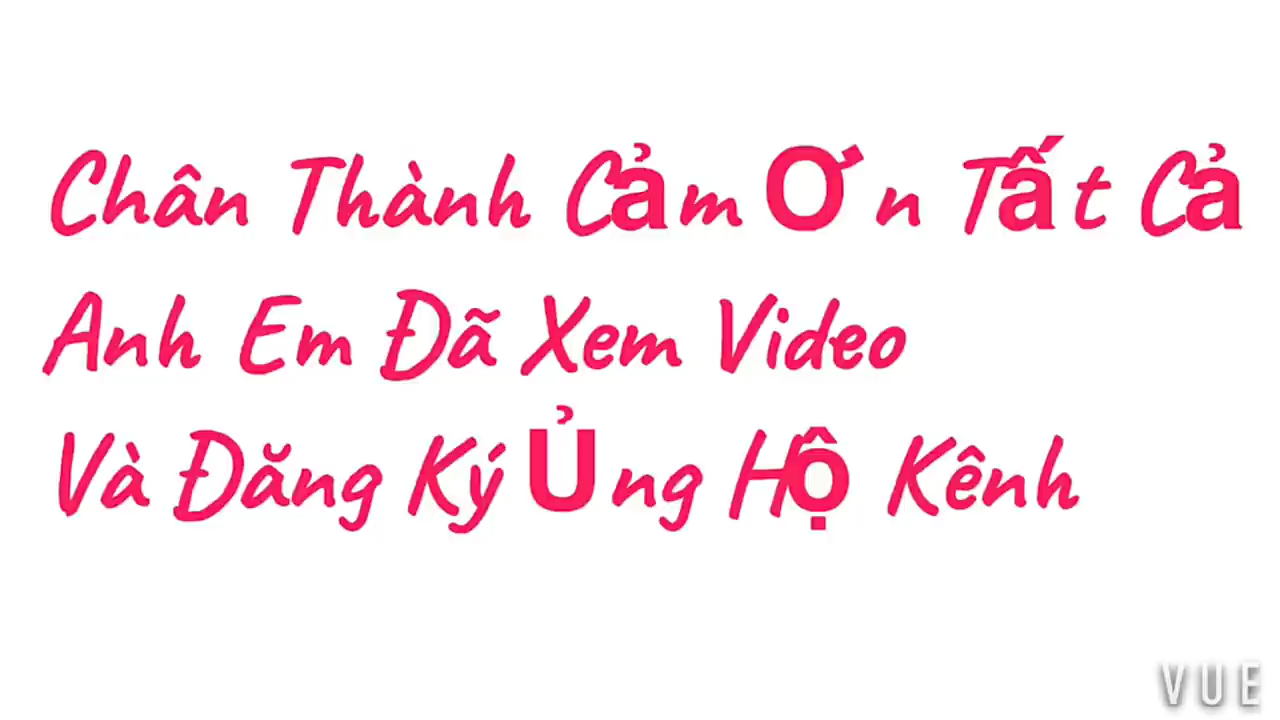 Chân Thành Cảm Ơn Tất Cả
Anh Em Đã Xem Video
Và Đăng Ký Ủng Hộ Kênh
VUE